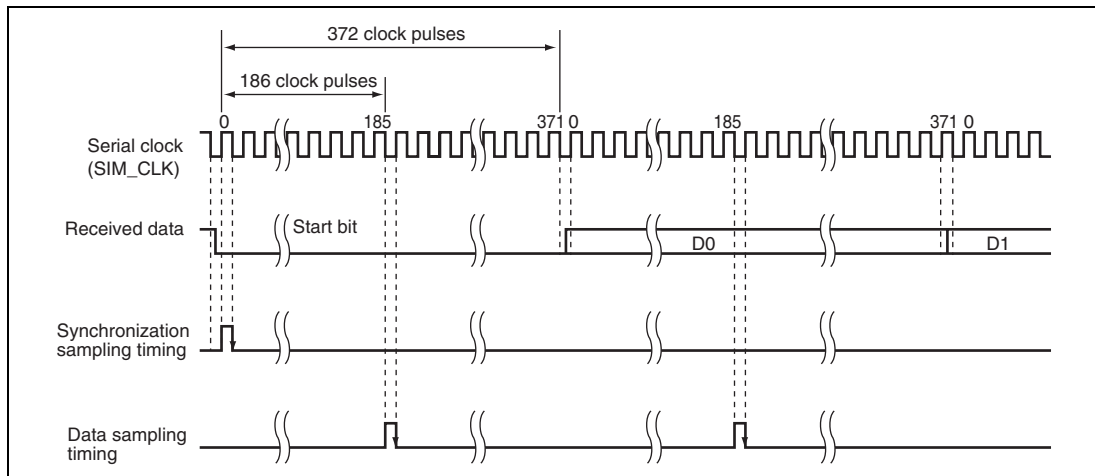 372 clock pulses
186 clock pulses
0 185 371 0 185 371 0
Serial clock
(SIM_CLK)
Received data
Start bit
D0
D1
Synchronization
sampling timing
Data sampling
timing